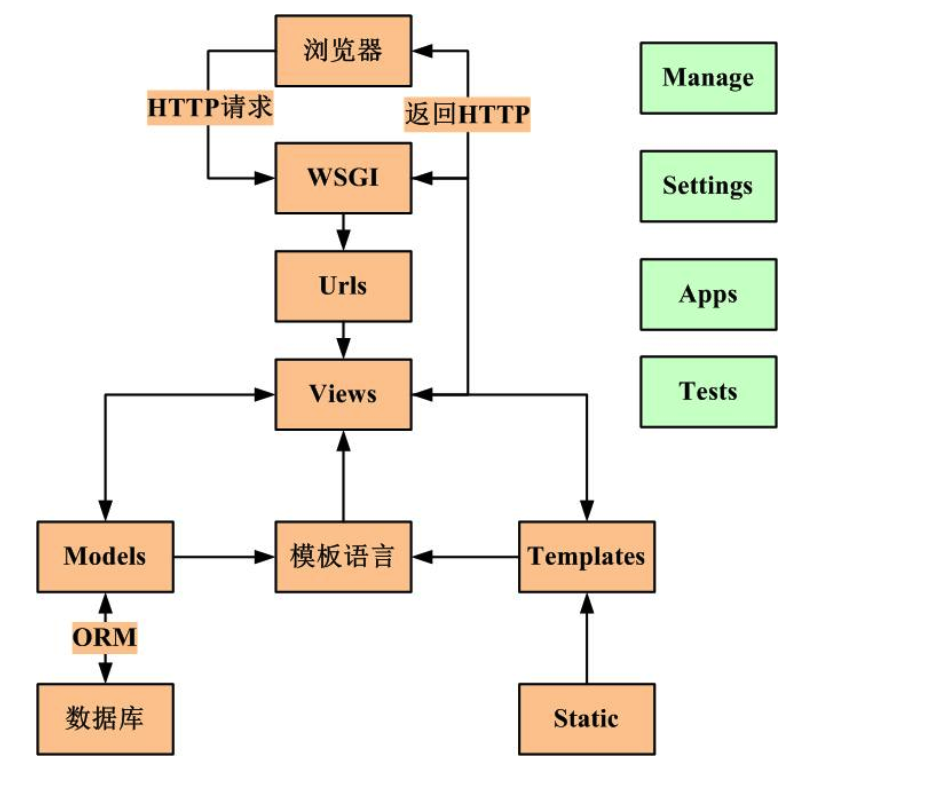 浏览器
Manage
HTTP请求
返回HTTP
WSGI
Settings
Urls
Apps
Views
Tests
Models
模板语言
Templates
ORM
数据库
Static